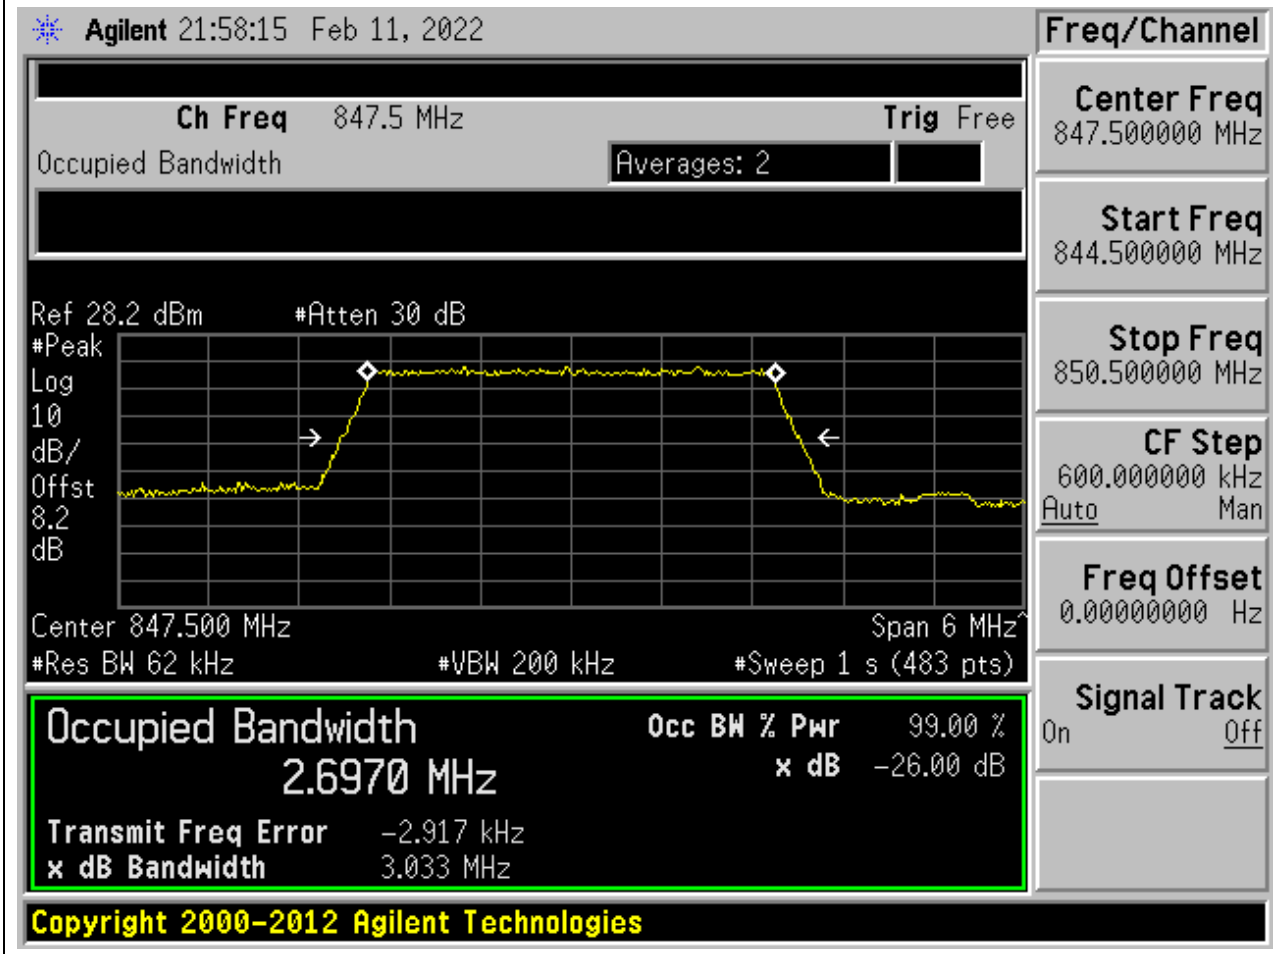 Agilent 21:58:15 Feb 11, 2022
Freq/Channel
Ch Freq 847.5 MHz Trig Free
Occupied Bandwidth Averages: 2
Center Freq
847.500000 MHz
Start Freq
844.500000 MHz
Stop Freq
850.500000 MHz
CF Step
600.000000 kHz
Auto Man
Freq Offset
0.00000000 Hz
Signal Track
On Off
Ref 28.2 dBm #Atten 30 dB
#Peak
Log
10
dB/
Offst
8.2
dB
Center 847.500 MHz Span 6 MHz^
#Res BW 62 kHz #VBW 200 kHz #Sweep 1 s (483 pts)
Occupied Bandwidth Occ BW % Pwr 99.00 %
2.6970 MHz x dB -26.00 dB
Transmit Freq Error -2.917 kHz
x dB Bandwidth 3.033 MHz
Copyright 2000-2012 Agilent Technologies